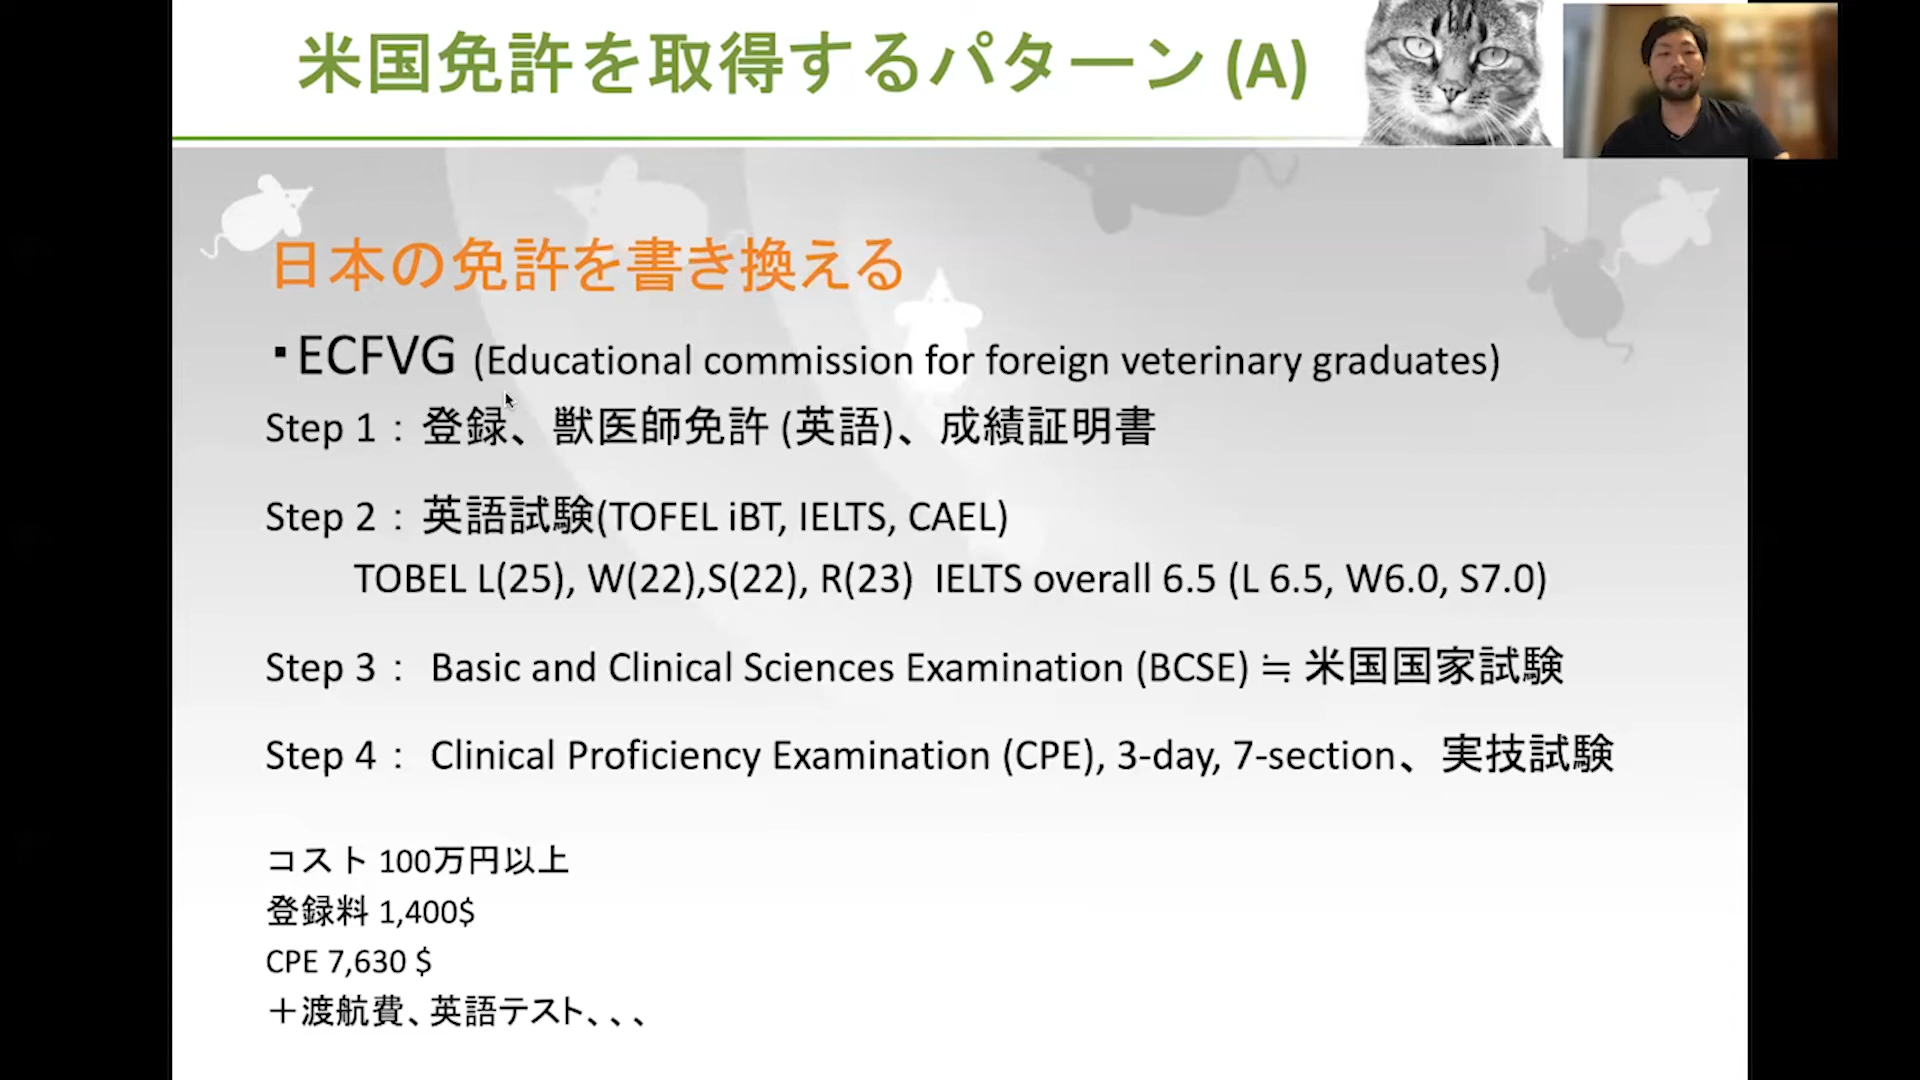 米国免許を取得するパターン (A)
日本の免許を書き換える
▪ECFVG (Educational commission for foreign veterinary graduates)
Step 1：登録、獣医師免許 (英語)、成績証明書
Step 2：英語試験(TOFEL iBT, IELTS, CAEL)
TOBEL L(25), W(22),S(22), R(23)  IELTS overall 6.5 (L 6.5, W6.0, S7.0)
Step 3： Basic and Clinical Sciences Examination (BCSE) ≒ 米国国家試験
Step 4： Clinical Proficiency Examination (CPE), 3-day, 7-section、実技試験
コスト 100万円以上
登録料 1,400$
CPE 7,630 $
＋渡航費、英語テスト、、、